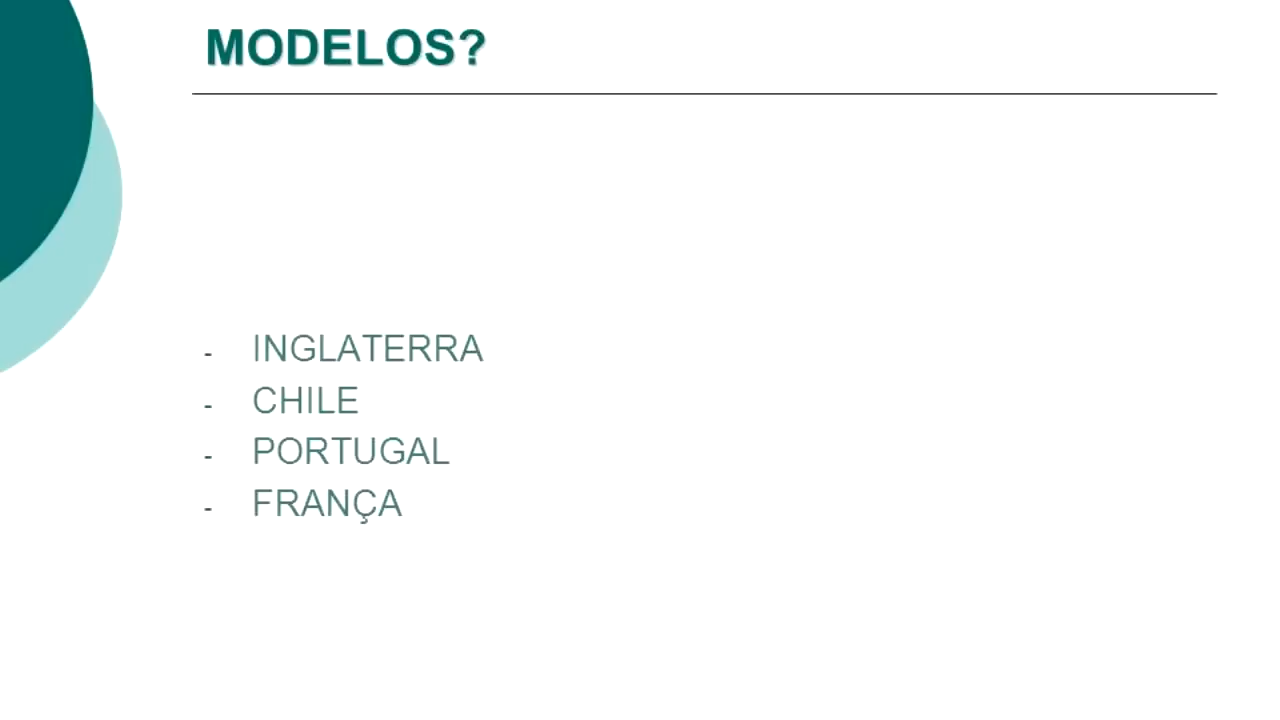 MODELOS?
- INGLATERRA
- CHILE
- PORTUGAL
- FRANÇA